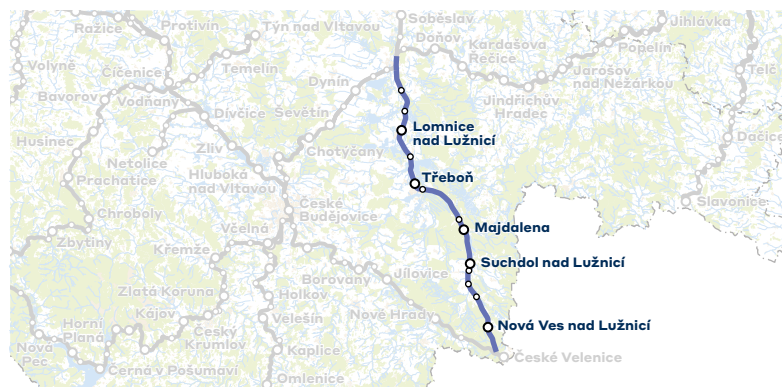 Soběslav
Ražice
Protivín
Týn nad Vltavou
Jihlávka
Doňov
Kardašova
Řečice
Popelín
Volyně
Čičenice
Temelín
Dynín
Jarošov
nad Nežárkou
Telč
Bavorov
Vodňany
Dívčice
Ševětín
Jindřichův
Hradec
Lomnice
nad Lužnicí
Dačice
Husinec
Netolice
Zliv
Chotýčany
Prachatice
Hluboká
nad Vltavou
Třeboň
Slavonice
Chroboly
České
Budějovice
Včelná
Majdalena
Zbytiny
Křemže
Borovany
Jílovice
Suchdol nad Lužnicí
Zlatá Koruna
Holkov
Kájov
Velešín
Nové Hrady
Nová Ves nad Lužnicí
Horní
Planá
Český
Krumlov
Nová
Pec
Kaplice
České Velenice
Černá v Pošumaví
Omlenice